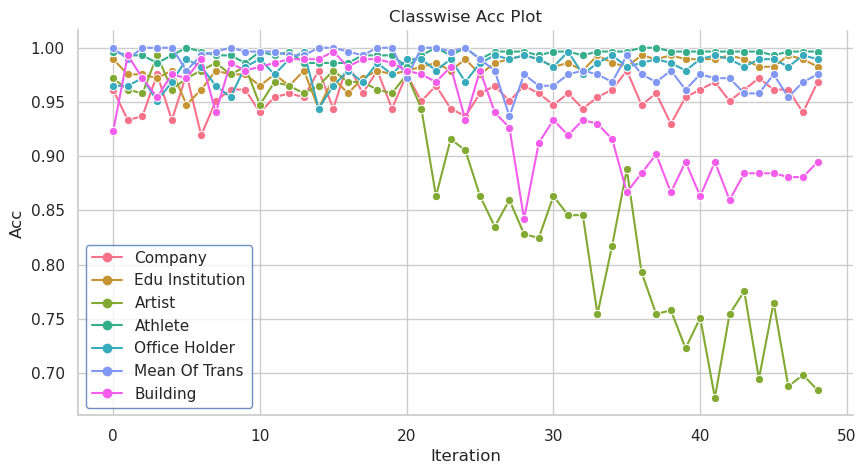 Classwise Acc Plot
1.00
0.95
0.90
0.85
0.80
0.75
0.70
Acc
Company
Edu Institution
Artist
Athlete
Office Holder
Mean Of Trans
Building
0 10 20 30 40 50
Iteration